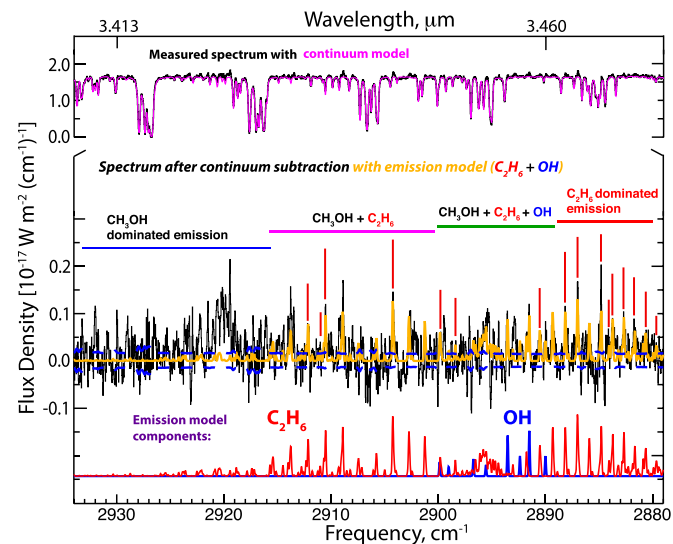 Wavelength, μm
3.413
3.460
Measured spectrum with continuum model
2.0
1.0
0.0
Spectrum after continuum subtraction with emission model (C₂H₆ + OH)
C₂H₆ dominated
emission
CH₃OH
dominated emission
CH₃OH + C₂H₆
CH₃OH + C₂H₆ + OH
Flux Density [10⁻¹⁷ W m⁻² (cm⁻¹)⁻¹]
0.2
0.1
0.0
-0.1
Emission model
components:
C₂H₆
OH
2930
2920
2910
2900
2890
2880
Frequency, cm⁻¹